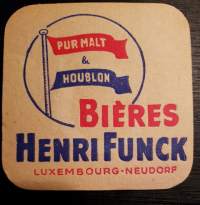 PUR MALT
&
HOUBLON
BIÈRES
HENRI FUNCK
LUXEMBOURG-NEUDORF